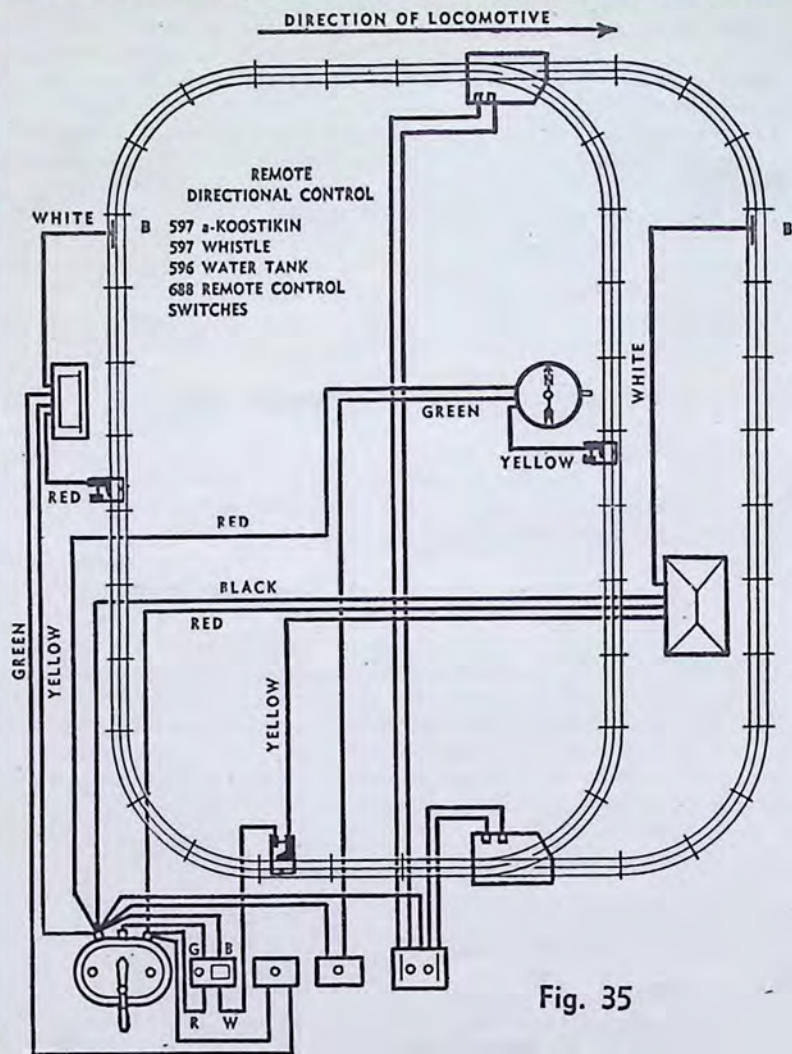 DIRECTION OF LOCOMOTIVE
REMOTE
DIRECTIONAL CONTROL
WHITE
B
597 a-KOOSTIKIN
597 WHISTLE
596 WATER TANK
688 REMOTE CONTROL
SWITCHES
B
WHITE
N
GREEN
YELLOW
RED
RED
BLACK
RED
GREEN
YELLOW
YELLOW
G B
R W
Fig. 35